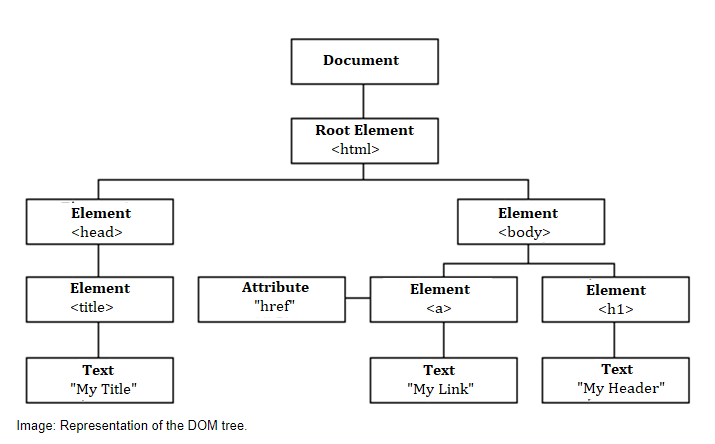 Document
Root Element
<html>
Element
<head>
Element
<body>
Element
<title>
Attribute
"href"
Element
<a>
Element
<h1>
Text
"My Title"
Text
"My Link"
Text
"My Header"
Image: Representation of the DOM tree.